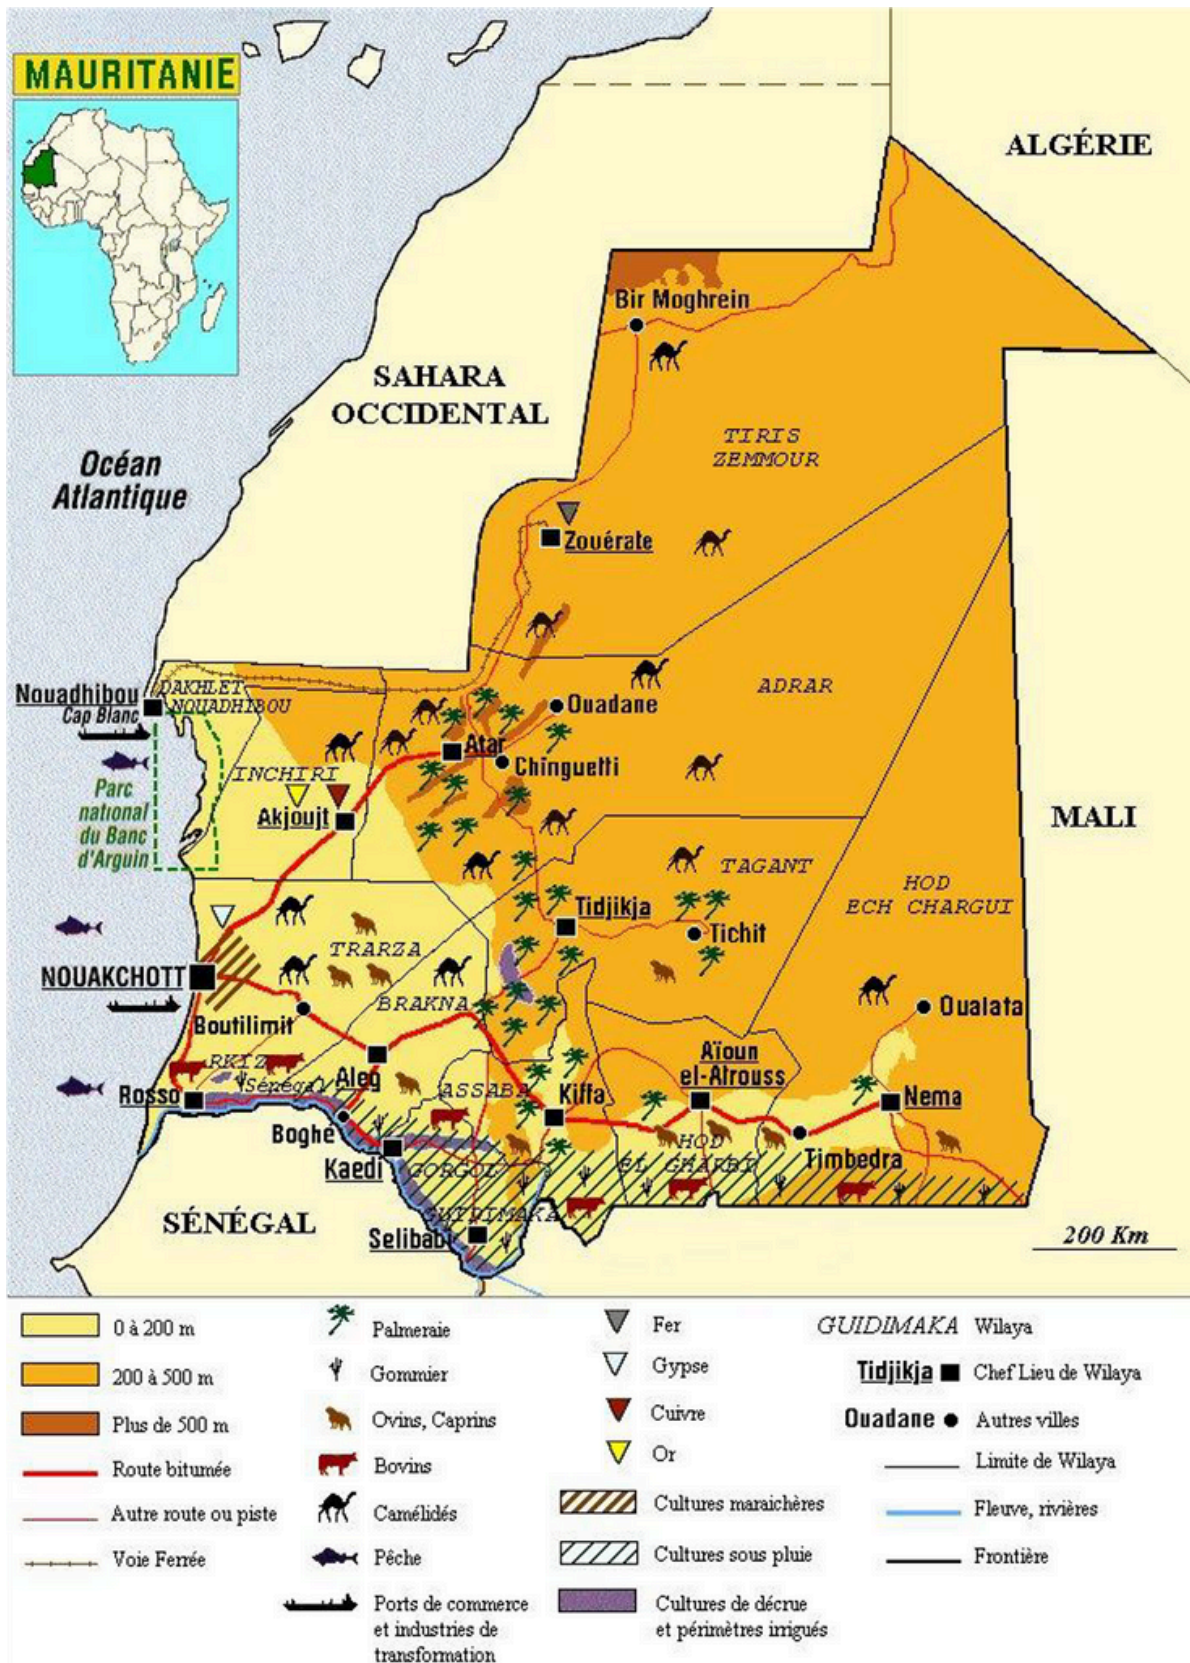 MAURITANIE
ALGÉRIE
Bir Moghrein
SAHARA
OCCIDENTAL
TIRIS
ZEMMOUR
Océan
Atlantique
Zouérate
Nouadhibou
Cap Blanc
DAKHLET
NOUADHIBOU
ADRAR
Ouadane
Atar
Chinguetti
INCHIRI
Parc
national
du Banc
d'Arguin
Akjoujt
MALI
TAGANT
HOD
ECH CHARGUI
Tidjikja
Tichit
TRARZA
NOUAKCHOTT
BRAKNA
Boutilimit
Oualata
Aïoun
el-Atrouss
RKIZ
Sénégal
Aleg
ASSABA
Kiffa
Rosso
Nema
Boghe
HOD
EL GHARBI
Timbedra
Kaedi
GORGOL
GUIDIMAKA
SÉNÉGAL
Selibabi
200 Km
0 à 200 m
200 à 500 m
Plus de 500 m
Route bitumée
Autre route ou piste
Voie Ferrée
Palmeraie
Gommier
Ovins, Caprins
Bovins
Camélidés
Pêche
Ports de commerce
et industries de
transformation
Fer
Gypse
Cuivre
Or
Cultures maraichères
Cultures sous pluie
Cultures de décrue
et périmètres irrigués
GUIDIMAKA Wilaya
Tidjikja Chef Lieu de Wilaya
Ouadane Autres villes
Limite de Wilaya
Fleuve, rivières
Frontière